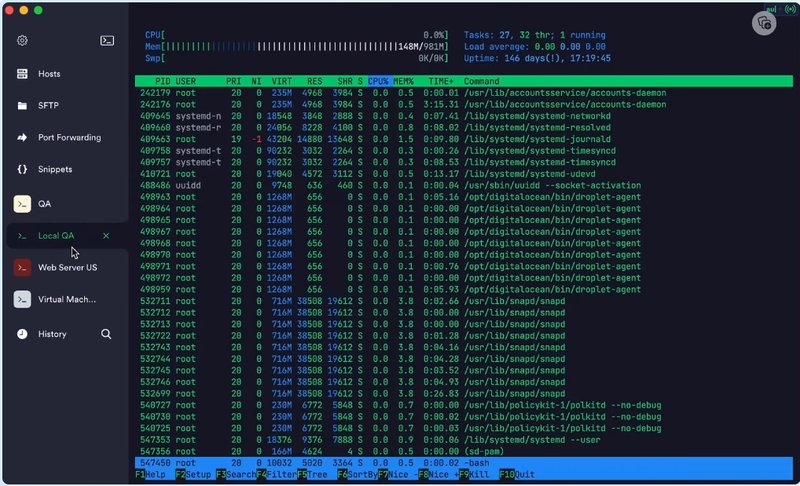 Hosts
SFTP
Port Forwarding
Snippets
QA
Local QA
Web Server US
Virtual Mach...
History
CPU[ 0.0%] Tasks: 27, 32 thr; 1 running
Mem[||||||||||||||||||||||||||||||||||||||||||||||148M/981M] Load average: 0.00 0.00 0.00
Swp[ 0K/0K] Uptime: 146 days(!), 17:19:45
PID USER PRI NI VIRT RES SHR S CPU% MEM% TIME+ Command
242179 root 20 0 235M 4968 3984 S 0.0 0.5 0:00.01 /usr/lib/accountsservice/accounts-daemon
242176 root 20 0 235M 4968 3984 S 0.0 0.5 3:15.31 /usr/lib/accountsservice/accounts-daemon
409645 systemd-n 20 0 18548 3848 2888 S 0.0 0.4 0:07.41 /lib/systemd/systemd-networkd
409660 systemd-r 20 0 24056 8228 4100 S 0.0 0.8 0:08.02 /lib/systemd/systemd-resolved
409663 root 19 -1 43204 14880 13648 S 0.0 1.5 0:09.80 /lib/systemd/systemd-journald
409758 systemd-t 20 0 90232 3032 2264 S 0.0 0.3 0:00.26 /lib/systemd/systemd-timesyncd
409757 systemd-t 20 0 90232 3032 2264 S 0.0 0.3 0:08.53 /lib/systemd/systemd-timesyncd
410721 root 20 0 19040 4572 3112 S 0.0 0.5 0:13.17 /lib/systemd/systemd-udevd
488486 uuidd 20 0 9748 636 460 S 0.0 0.1 0:00.04 /usr/sbin/uuidd --socket-activation
498963 root 20 0 1268M 656 0 S 0.0 0.1 0:05.16 /opt/digitalocean/bin/droplet-agent
498964 root 20 0 1268M 656 0 S 0.0 0.1 0:00.00 /opt/digitalocean/bin/droplet-agent
498965 root 20 0 1268M 656 0 S 0.0 0.1 0:00.00 /opt/digitalocean/bin/droplet-agent
498967 root 20 0 1268M 656 0 S 0.0 0.1 0:00.00 /opt/digitalocean/bin/droplet-agent
498968 root 20 0 1268M 656 0 S 0.0 0.1 0:00.00 /opt/digitalocean/bin/droplet-agent
498970 root 20 0 1268M 656 0 S 0.0 0.1 0:00.00 /opt/digitalocean/bin/droplet-agent
498971 root 20 0 1268M 656 0 S 0.0 0.1 0:00.76 /opt/digitalocean/bin/droplet-agent
498972 root 20 0 1268M 656 0 S 0.0 0.1 0:00.00 /opt/digitalocean/bin/droplet-agent
498959 root 20 0 1268M 656 0 S 0.0 0.1 0:05.93 /opt/digitalocean/bin/droplet-agent
532711 root 20 0 716M 38508 19612 S 0.0 3.8 0:02.66 /usr/lib/snapd/snapd
532712 root 20 0 716M 38508 19612 S 0.0 3.8 0:00.00 /usr/lib/snapd/snapd
532713 root 20 0 716M 38508 19612 S 0.0 3.8 0:00.00 /usr/lib/snapd/snapd
532722 root 20 0 716M 38508 19612 S 0.0 3.8 0:01.28 /usr/lib/snapd/snapd
532743 root 20 0 716M 38508 19612 S 0.0 3.8 0:04.16 /usr/lib/snapd/snapd
532744 root 20 0 716M 38508 19612 S 0.0 3.8 0:04.28 /usr/lib/snapd/snapd
532745 root 20 0 716M 38508 19612 S 0.0 3.8 0:03.52 /usr/lib/snapd/snapd
532746 root 20 0 716M 38508 19612 S 0.0 3.8 0:04.93 /usr/lib/snapd/snapd
532699 root 20 0 716M 38508 19612 S 0.0 3.8 0:26.83 /usr/lib/snapd/snapd
540727 root 20 0 230M 6772 5848 S 0.0 0.7 0:00.00 /usr/lib/policykit-1/polkitd --no-debug
540730 root 20 0 230M 6772 5848 S 0.0 0.7 0:00.02 /usr/lib/policykit-1/polkitd --no-debug
540725 root 20 0 230M 6772 5848 S 0.0 0.7 0:00.03 /usr/lib/policykit-1/polkitd --no-debug
547353 root 20 0 18376 9376 7888 S 0.0 0.9 0:00.06 /lib/systemd/systemd --user
547356 root 20 0 166M 4624 4 S 0.0 0.5 0:00.00 (sd-pam)
547450 root 20 0 10032 5020 3364 S 0.0 0.5 0:00.02 -bash
F1Help F2Setup F3SearchF4FilterF5Tree F6SortByF7Nice -F8Nice +F9Kill F10Quit